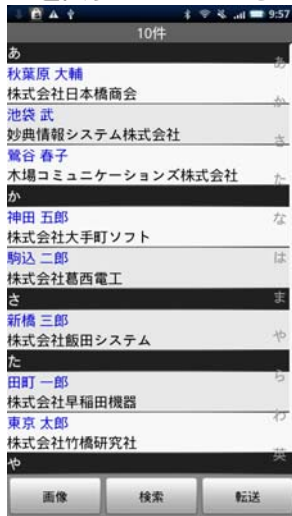 9:57
10件
あ
秋葉原 大輔
株式会社日本橋商会
池袋 武
妙典情報システム株式会社
鶯谷 春子
木場コミュニケーションズ株式会社
か
神田 五郎
株式会社大手町ソフト
駒込 二郎
株式会社葛西電工
さ
新橋 三郎
株式会社飯田システム
た
田町 一郎
株式会社早稲田機器
東京 太郎
株式会社竹橋研究社
や
あ
か
さ
た
な
は
ま
や
ら
わ
英
画像
検索
転送